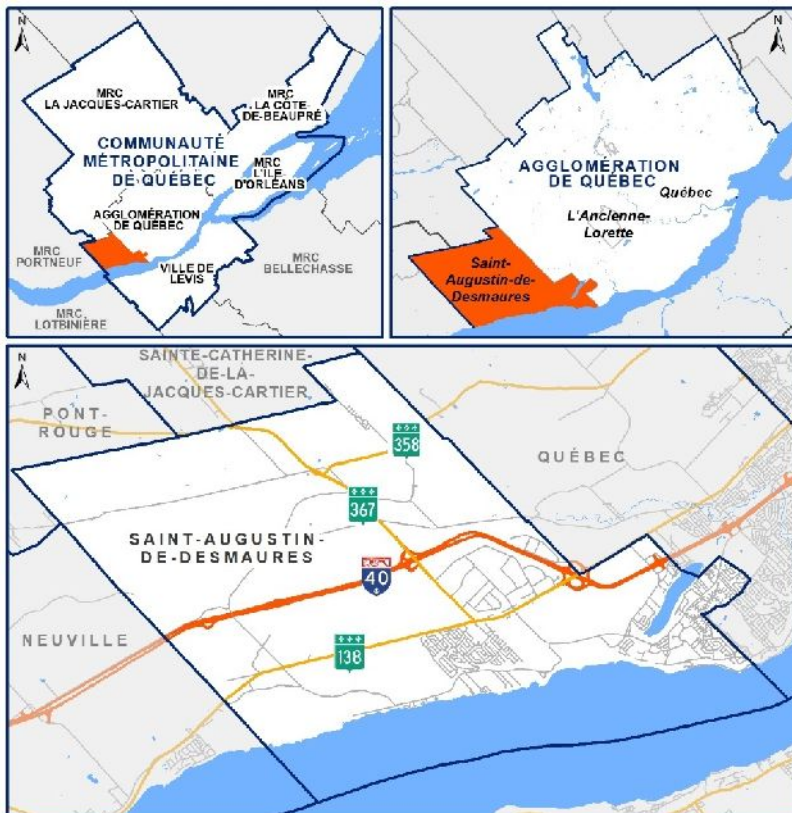 N
MRC
LA JACQUES-CARTIER
MRC
LA CÔTE-
DE-BEAUPRÉ
COMMUNAUTÉ
MÉTROPOLITAINE
DE QUÉBEC
MRC
L'ÎLE
D'ORLÉANS
AGGLOMÉRATION
DE QUÉBEC
MRC
PORTNEUF
VILLE DE
LÉVIS
MRC
BELLECHASSE
MRC
LOTBINIÈRE
N
AGGLOMÉRATION
DE QUÉBEC
Québec
L'Ancienne-
Lorette
Saint-
Augustin-de-
Desmaures
N
SAINTE-CATHERINE-
DE-LA-
JACQUES-CARTIER
PONT-
ROUGE
358
QUÉBEC
367
SAINT-AUGUSTIN-
DE-DESMAURES
40
NEUVILLE
138